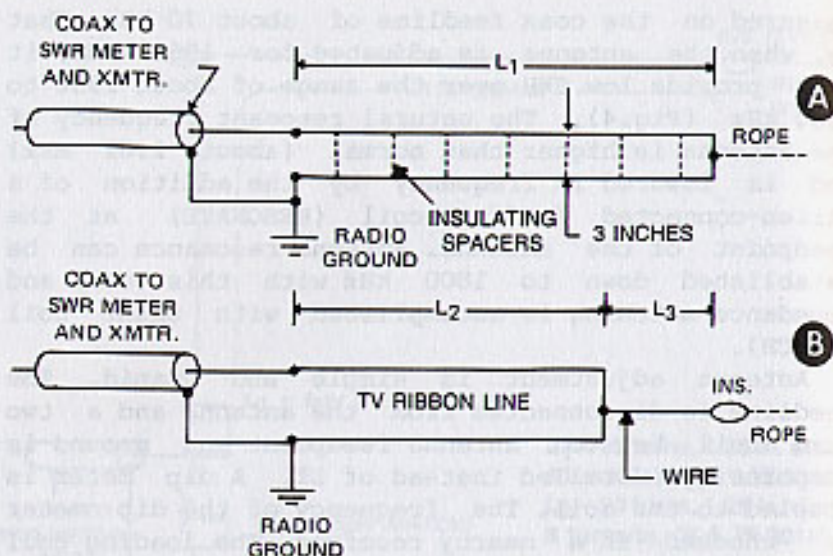 COAX TO
SWR METER
AND XMTR.
L1
A
ROPE
INSULATING
SPACERS
3 INCHES
RADIO
GROUND
COAX TO
SWR METER
AND XMTR.
L2
L3
B
TV RIBBON LINE
INS.
ROPE
WIRE
RADIO
GROUND